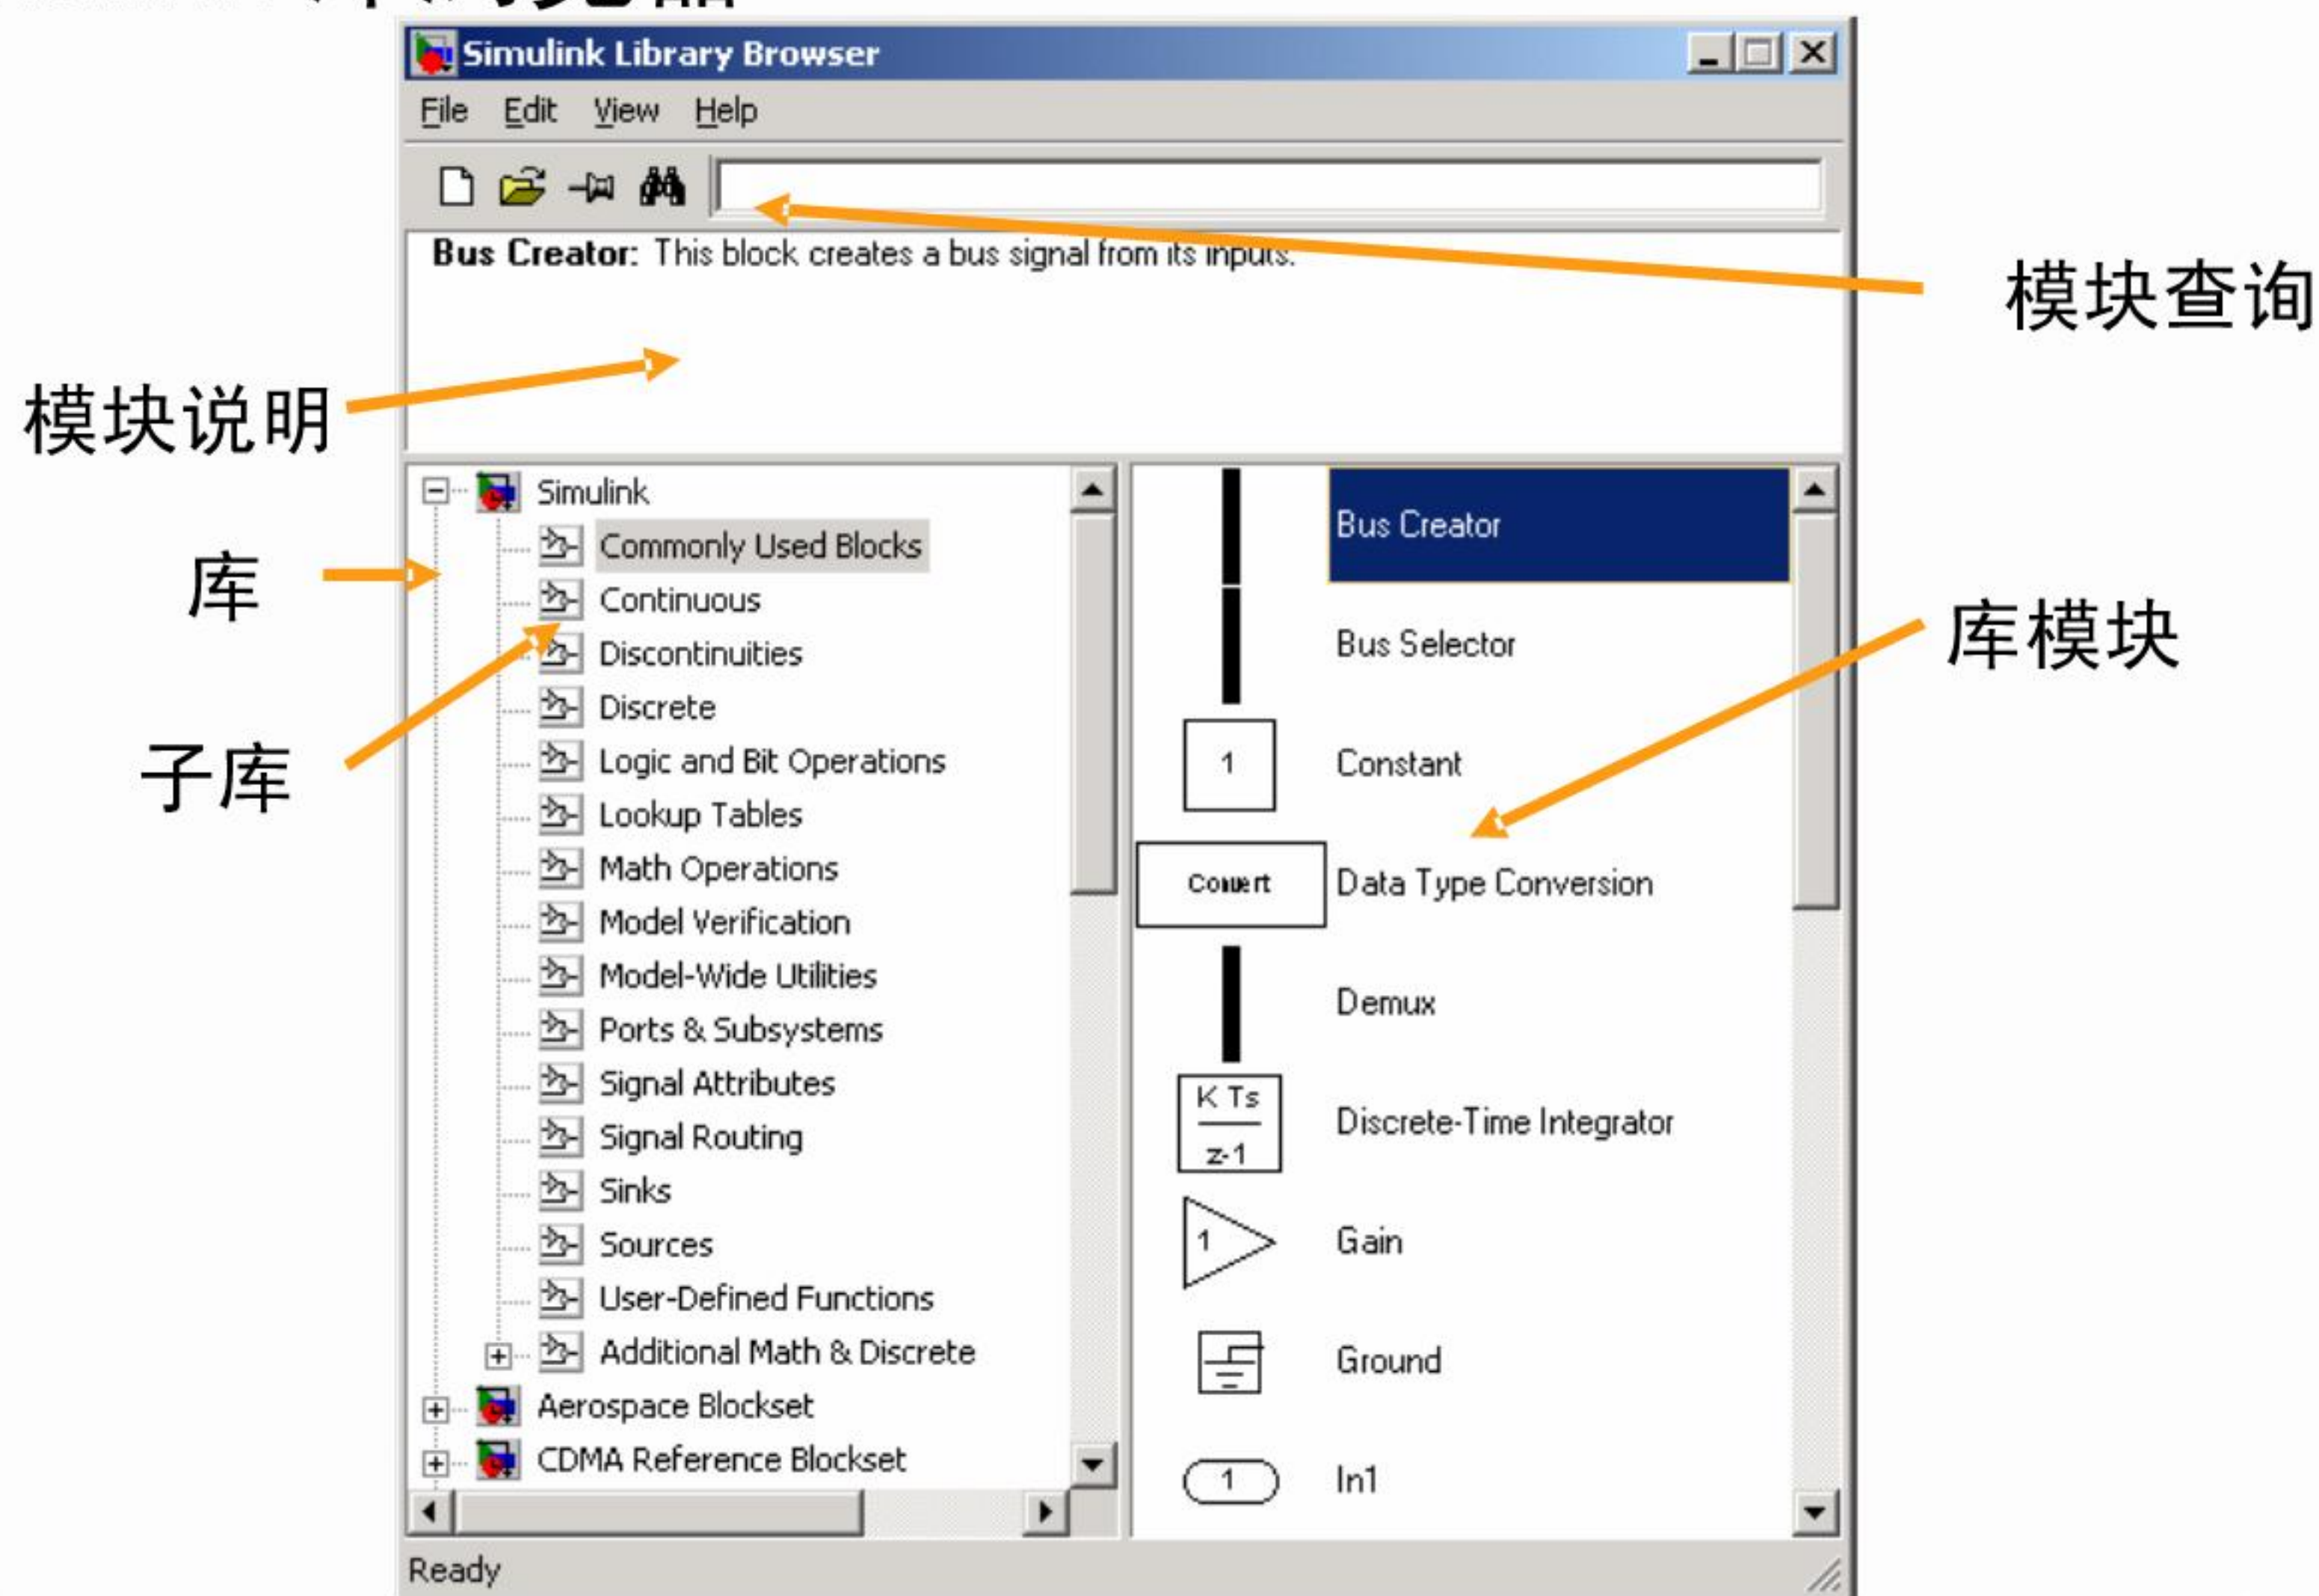 Simulink Library Browser
File Edit View Help
Bus Creator: This block creates a bus signal from its inputs.
模块查询
模块说明
库
子库
库模块
Simulink
Commonly Used Blocks
Continuous
Discontinuities
Discrete
Logic and Bit Operations
Lookup Tables
Math Operations
Model Verification
Model-Wide Utilities
Ports & Subsystems
Signal Attributes
Signal Routing
Sinks
Sources
User-Defined Functions
Additional Math & Discrete
Aerospace Blockset
CDMA Reference Blockset
Bus Creator
Bus Selector
1 Constant
Convert Data Type Conversion
Demux
K Ts
z-1
Discrete-Time Integrator
1 Gain
Ground
1 In1
Ready